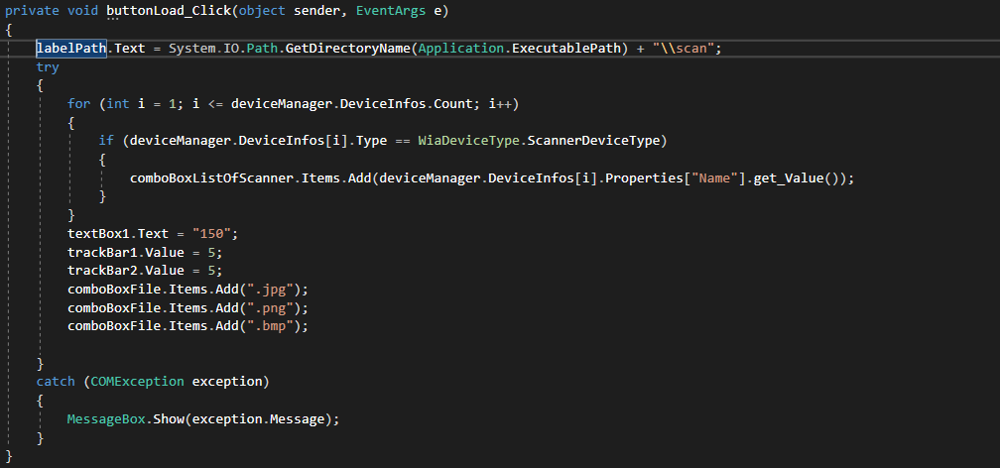 private void buttonLoad_Click(object sender, EventArgs e)
{
labelPath.Text = System.IO.Path.GetDirectoryName(Application.ExecutablePath) + "\\scan";
try
{
for (int i = 1; i <= deviceManager.DeviceInfos.Count; i++)
{
if (deviceManager.DeviceInfos[i].Type == WiaDeviceType.ScannerDeviceType)
{
comboBoxListOfScanner.Items.Add(deviceManager.DeviceInfos[i].Properties["Name"].get_Value());
}
}
textBox1.Text = "150";
trackBar1.Value = 5;
trackBar2.Value = 5;
comboBoxFile.Items.Add(".jpg");
comboBoxFile.Items.Add(".png");
comboBoxFile.Items.Add(".bmp");
}
catch (COMException exception)
{
MessageBox.Show(exception.Message);
}
}